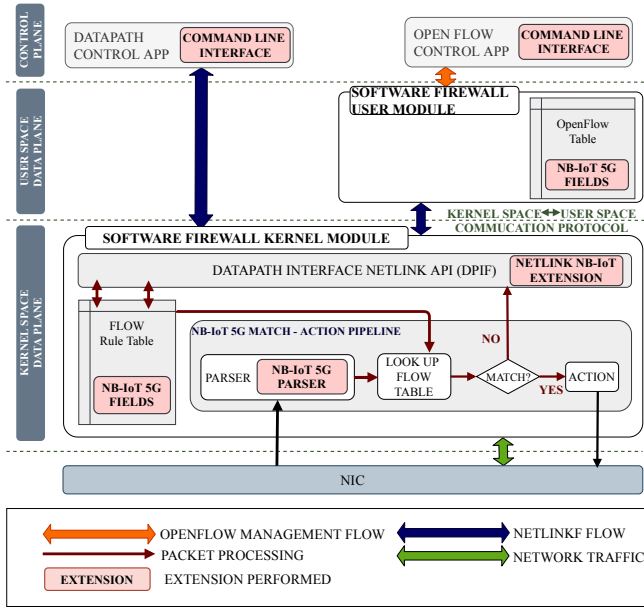 CONTROL
PLANE
DATAPATH
CONTROL APP
COMMAND LINE
INTERFACE
OPEN FLOW
CONTROL APP
COMMAND LINE
INTERFACE
USER SPACE
DATA PLANE
SOFTWARE FIREWALL
USER MODULE
OpenFlow
Table
NB-IoT 5G
FIELDS
KERNEL SPACE USER SPACE
COMMUCATION PROTOCOL
KERNEL SPACE
DATA PLANE
SOFTWARE FIREWALL KERNEL MODULE
DATAPATH INTERFACE NETLINK API (DPIF)
NETLINK NB-IoT
EXTENSION
FLOW
Rule Table
NB-IoT 5G
FIELDS
NB-IoT 5G MATCH - ACTION PIPELINE
NO
PARSER
NB-IoT 5G
PARSER
LOOK UP
FLOW
TABLE
MATCH?
YES
ACTION
NIC
OPENFLOW MANAGEMENT FLOW
NETLINKF FLOW
PACKET PROCESSING
NETWORK TRAFFIC
EXTENSION
EXTENSION PERFORMED